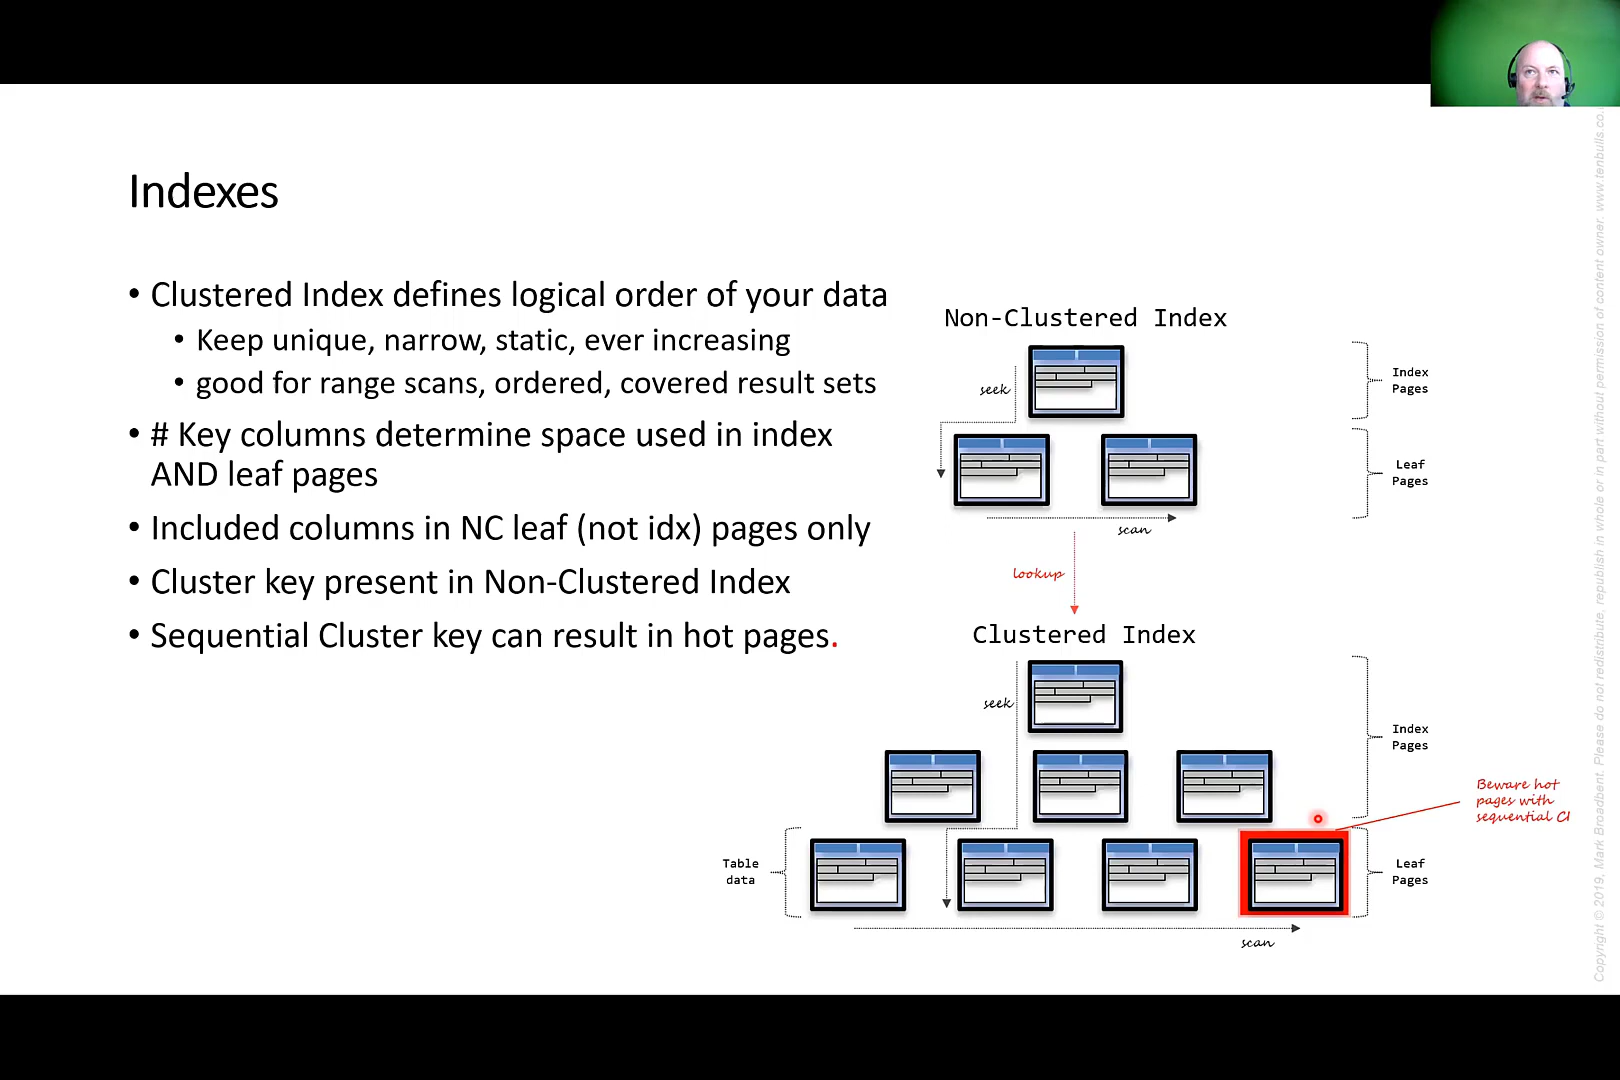 Indexes
• Clustered Index defines logical order of your data
• Keep unique, narrow, static, ever increasing
• good for range scans, ordered, covered result sets
• # Key columns determine space used in index
AND leaf pages
• Included columns in NC leaf (not idx) pages only
• Cluster key present in Non-Clustered Index
• Sequential Cluster key can result in hot pages.
Non-Clustered Index
seek
Index
Pages
Leaf
Pages
scan
lookup
Clustered Index
seek
Index
Pages
Beware hot
pages with
sequential CI
Table
data
Leaf
Pages
scan
Copyright © 2019, Mark Broadbent. Please do not redistribute, republish in whole or in part without permission of content owner. www.tenbulls.co.